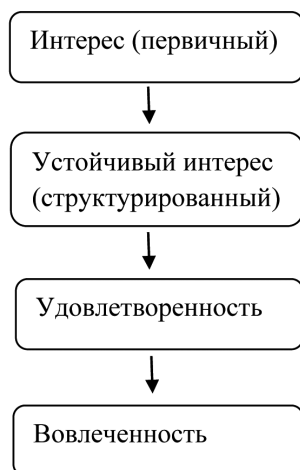 Интерес (первичный)
Устойчивый интерес
(структурированный)
Удовлетворенность
Вовлеченность